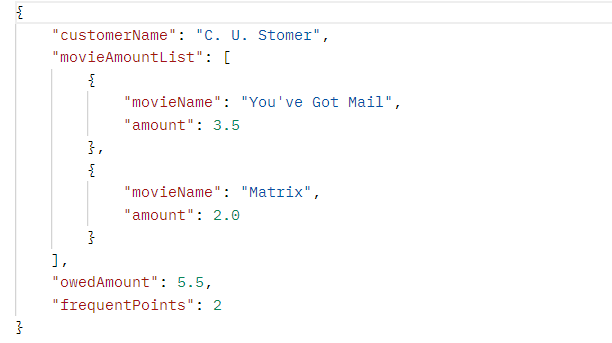 {
    "customerName": "C. U. Stomer",
    "movieAmountList": [
        {
            "movieName": "You've Got Mail",
            "amount": 3.5
        },
        {
            "movieName": "Matrix",
            "amount": 2.0
        }
    ],
    "owedAmount": 5.5,
    "frequentPoints": 2
}